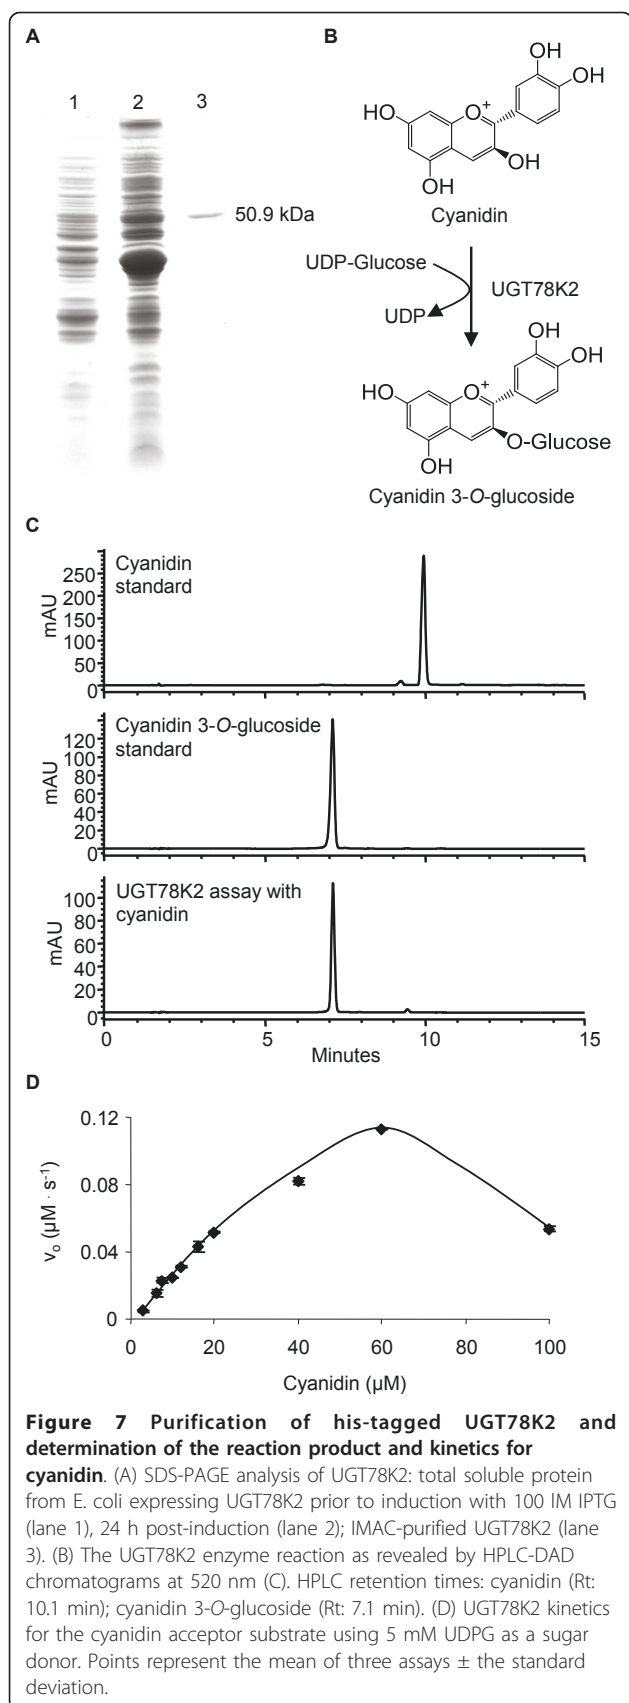 A
B
1 2 3
50.9 kDa
OH
OH
HO
O+
OH
OH
Cyanidin
UDP-Glucose
UGT78K2
UDP
OH
OH
HO
O+
O-Glucose
OH
Cyanidin 3-O-glucoside
C
Cyanidin
standard
mAU
250
200
150
100
50
0
Cyanidin 3-O-glucoside
standard
mAU
120
100
80
60
40
20
0
UGT78K2 assay with
cyanidin
mAU
100
80
60
40
20
0
0 5 10 15
Minutes
D
v₀ (µM · s⁻¹)
0.12
0.08
0.04
0
0 20 40 60 80 100
Cyanidin (µM)
Figure 7 Purification of his-tagged UGT78K2 and
determination of the reaction product and kinetics for
cyanidin. (A) SDS-PAGE analysis of UGT78K2: total soluble protein
from E. coli expressing UGT78K2 prior to induction with 100 lM IPTG
(lane 1), 24 h post-induction (lane 2); IMAC-purified UGT78K2 (lane
3). (B) The UGT78K2 enzyme reaction as revealed by HPLC-DAD
chromatograms at 520 nm (C). HPLC retention times: cyanidin (Rt:
10.1 min); cyanidin 3-O-glucoside (Rt: 7.1 min). (D) UGT78K2 kinetics
for the cyanidin acceptor substrate using 5 mM UDPG as a sugar
donor. Points represent the mean of three assays ± the standard
deviation.